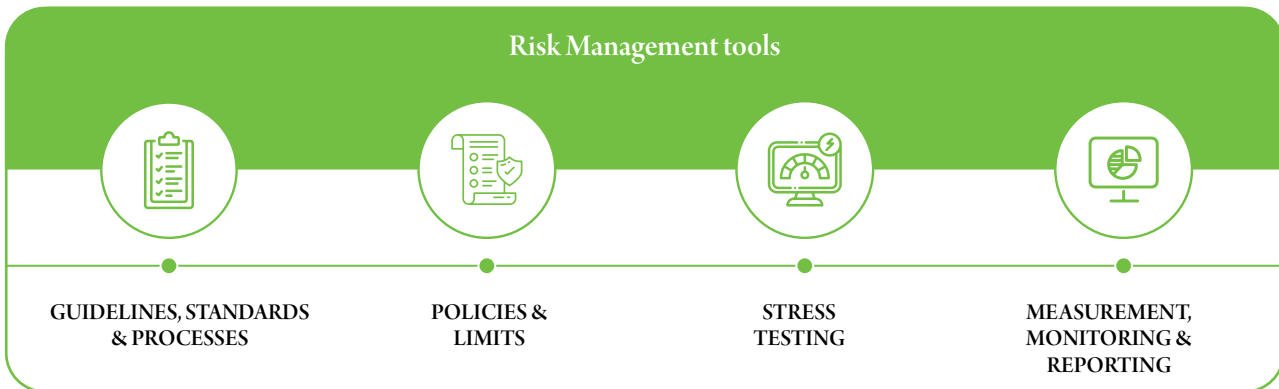 Risk Management tools
GUIDELINES, STANDARDS
& PROCESSES
POLICIES &
LIMITS
STRESS
TESTING
MEASUREMENT,
MONITORING &
REPORTING